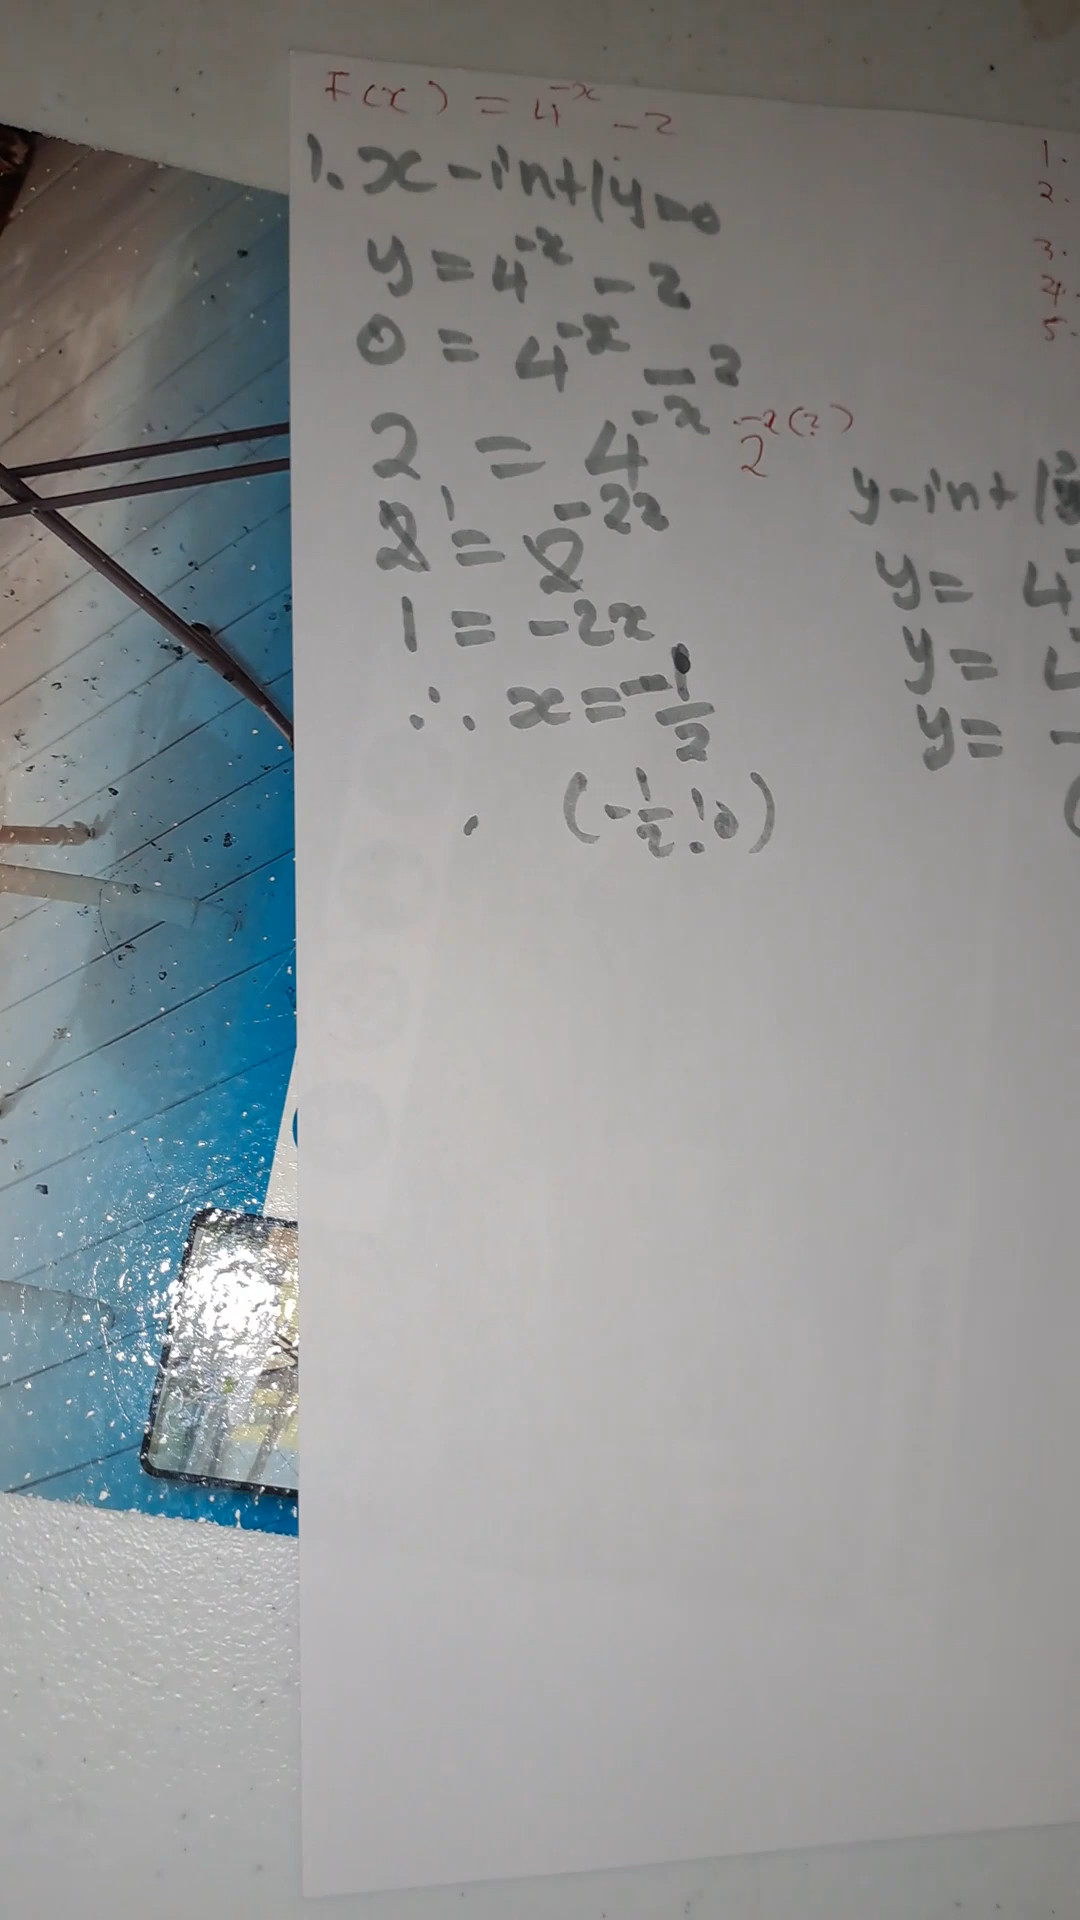 F(x) = 4^-x - 2
1. x-int/y=0
y = 4^-x - 2
0 = 4^-x - 2
2 = 4^-x 2^-x(2)
2^1 = 2^-2x
1 = -2x
∴ x = -1/2
. (-1/2 ; 0)
1.
2.
3.
4.
5.
y-int/
y = 4
y =
y = -
(